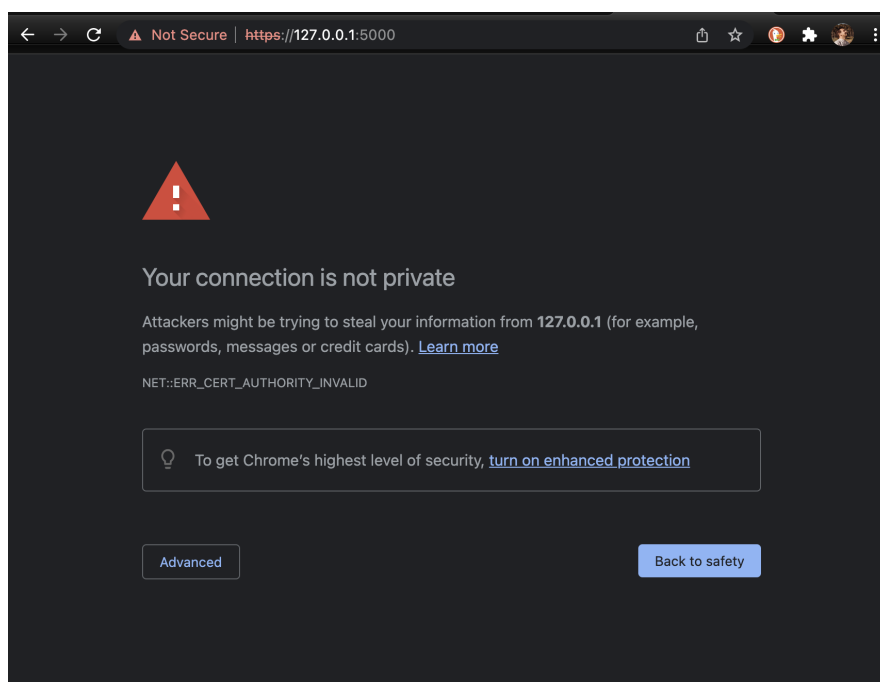 Not Secure | https://127.0.0.1:5000
!
Your connection is not private
Attackers might be trying to steal your information from 127.0.0.1 (for example,
passwords, messages or credit cards). Learn more
NET::ERR_CERT_AUTHORITY_INVALID
To get Chrome's highest level of security, turn on enhanced protection
Advanced
Back to safety